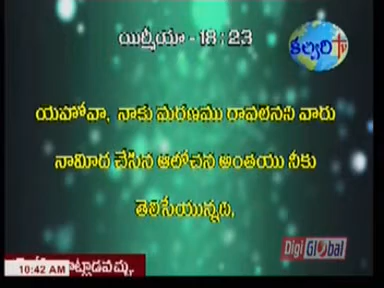 యిర్మీయా - 18 : 23
కల్వరి tv
యెహోవా, నాకు మరణము రావలెనని వారు
నామీద చేసిన ఆలోచన అంతయు నీకు
తెలిసేయున్నది,
Digi Global
10:42 AM